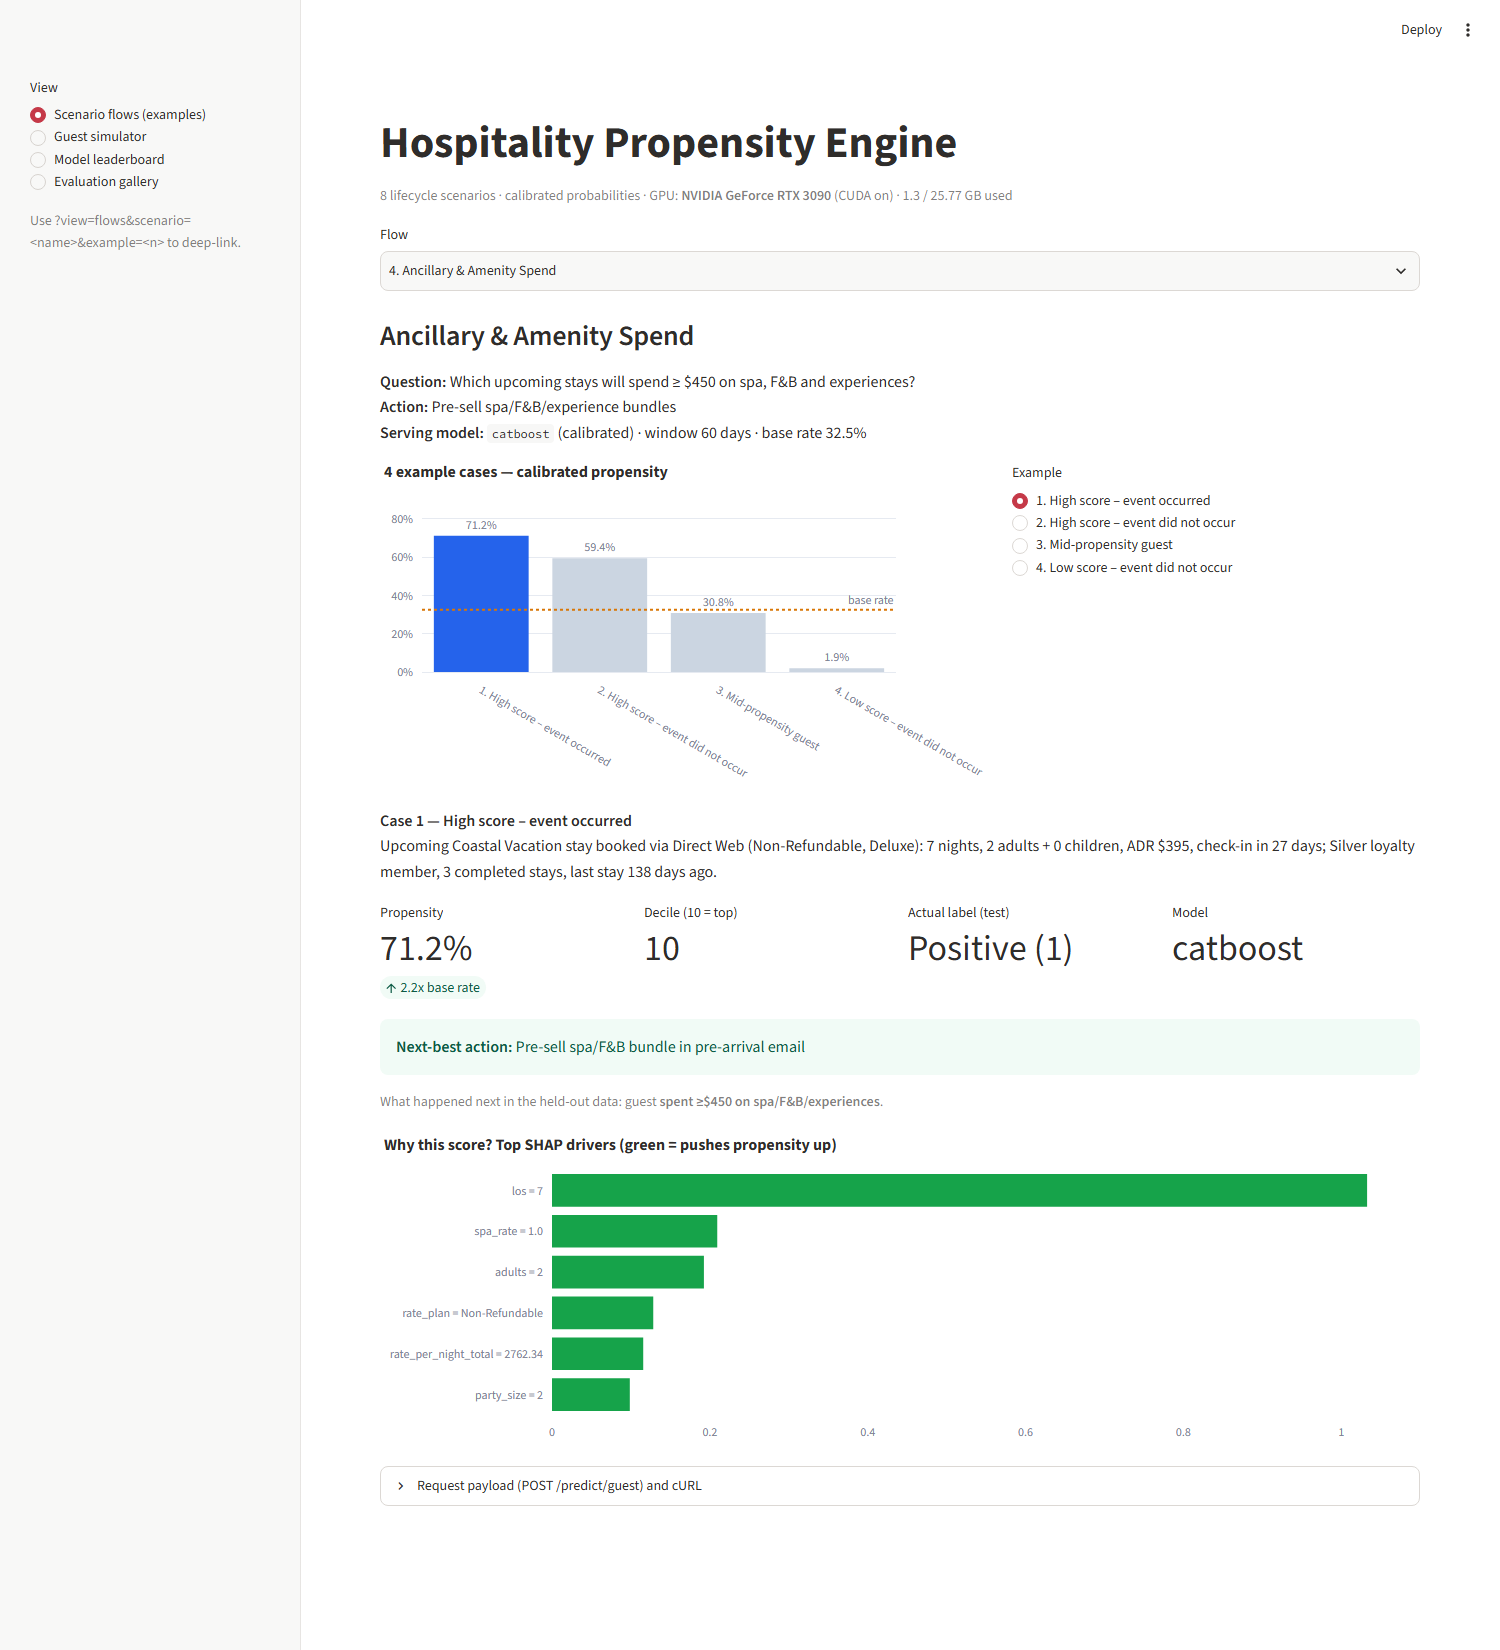 Deploy
View
Scenario flows (examples)
Guest simulator
Model leaderboard
Evaluation gallery
Use ?view=flows&scenario=
<name>&example=<n> to deep-link.
Hospitality Propensity Engine
8 lifecycle scenarios · calibrated probabilities · GPU: NVIDIA GeForce RTX 3090 (CUDA on) · 1.3 / 25.77 GB used
Flow
4. Ancillary & Amenity Spend
Ancillary & Amenity Spend
Question: Which upcoming stays will spend ≥ $450 on spa, F&B and experiences?
Action: Pre-sell spa/F&B/experience bundles
Serving model: catboost (calibrated) · window 60 days · base rate 32.5%
4 example cases — calibrated propensity
80%
60%
40%
20%
0%
71.2%
59.4%
30.8%
1.9%
base rate
1. High score – event occurred
2. High score – event did not occur
3. Mid-propensity guest
4. Low score – event did not occur
Example
1. High score – event occurred
2. High score – event did not occur
3. Mid-propensity guest
4. Low score – event did not occur
Case 1 — High score – event occurred
Upcoming Coastal Vacation stay booked via Direct Web (Non-Refundable, Deluxe): 7 nights, 2 adults + 0 children, ADR $395, check-in in 27 days; Silver loyalty
member, 3 completed stays, last stay 138 days ago.
Propensity
71.2%
↑ 2.2x base rate
Decile (10 = top)
10
Actual label (test)
Positive (1)
Model
catboost
Next-best action: Pre-sell spa/F&B bundle in pre-arrival email
What happened next in the held-out data: guest spent ≥$450 on spa/F&B/experiences.
Why this score? Top SHAP drivers (green = pushes propensity up)
los = 7
spa_rate = 1.0
adults = 2
rate_plan = Non-Refundable
rate_per_night_total = 2762.34
party_size = 2
0
0.2
0.4
0.6
0.8
1
Request payload (POST /predict/guest) and cURL